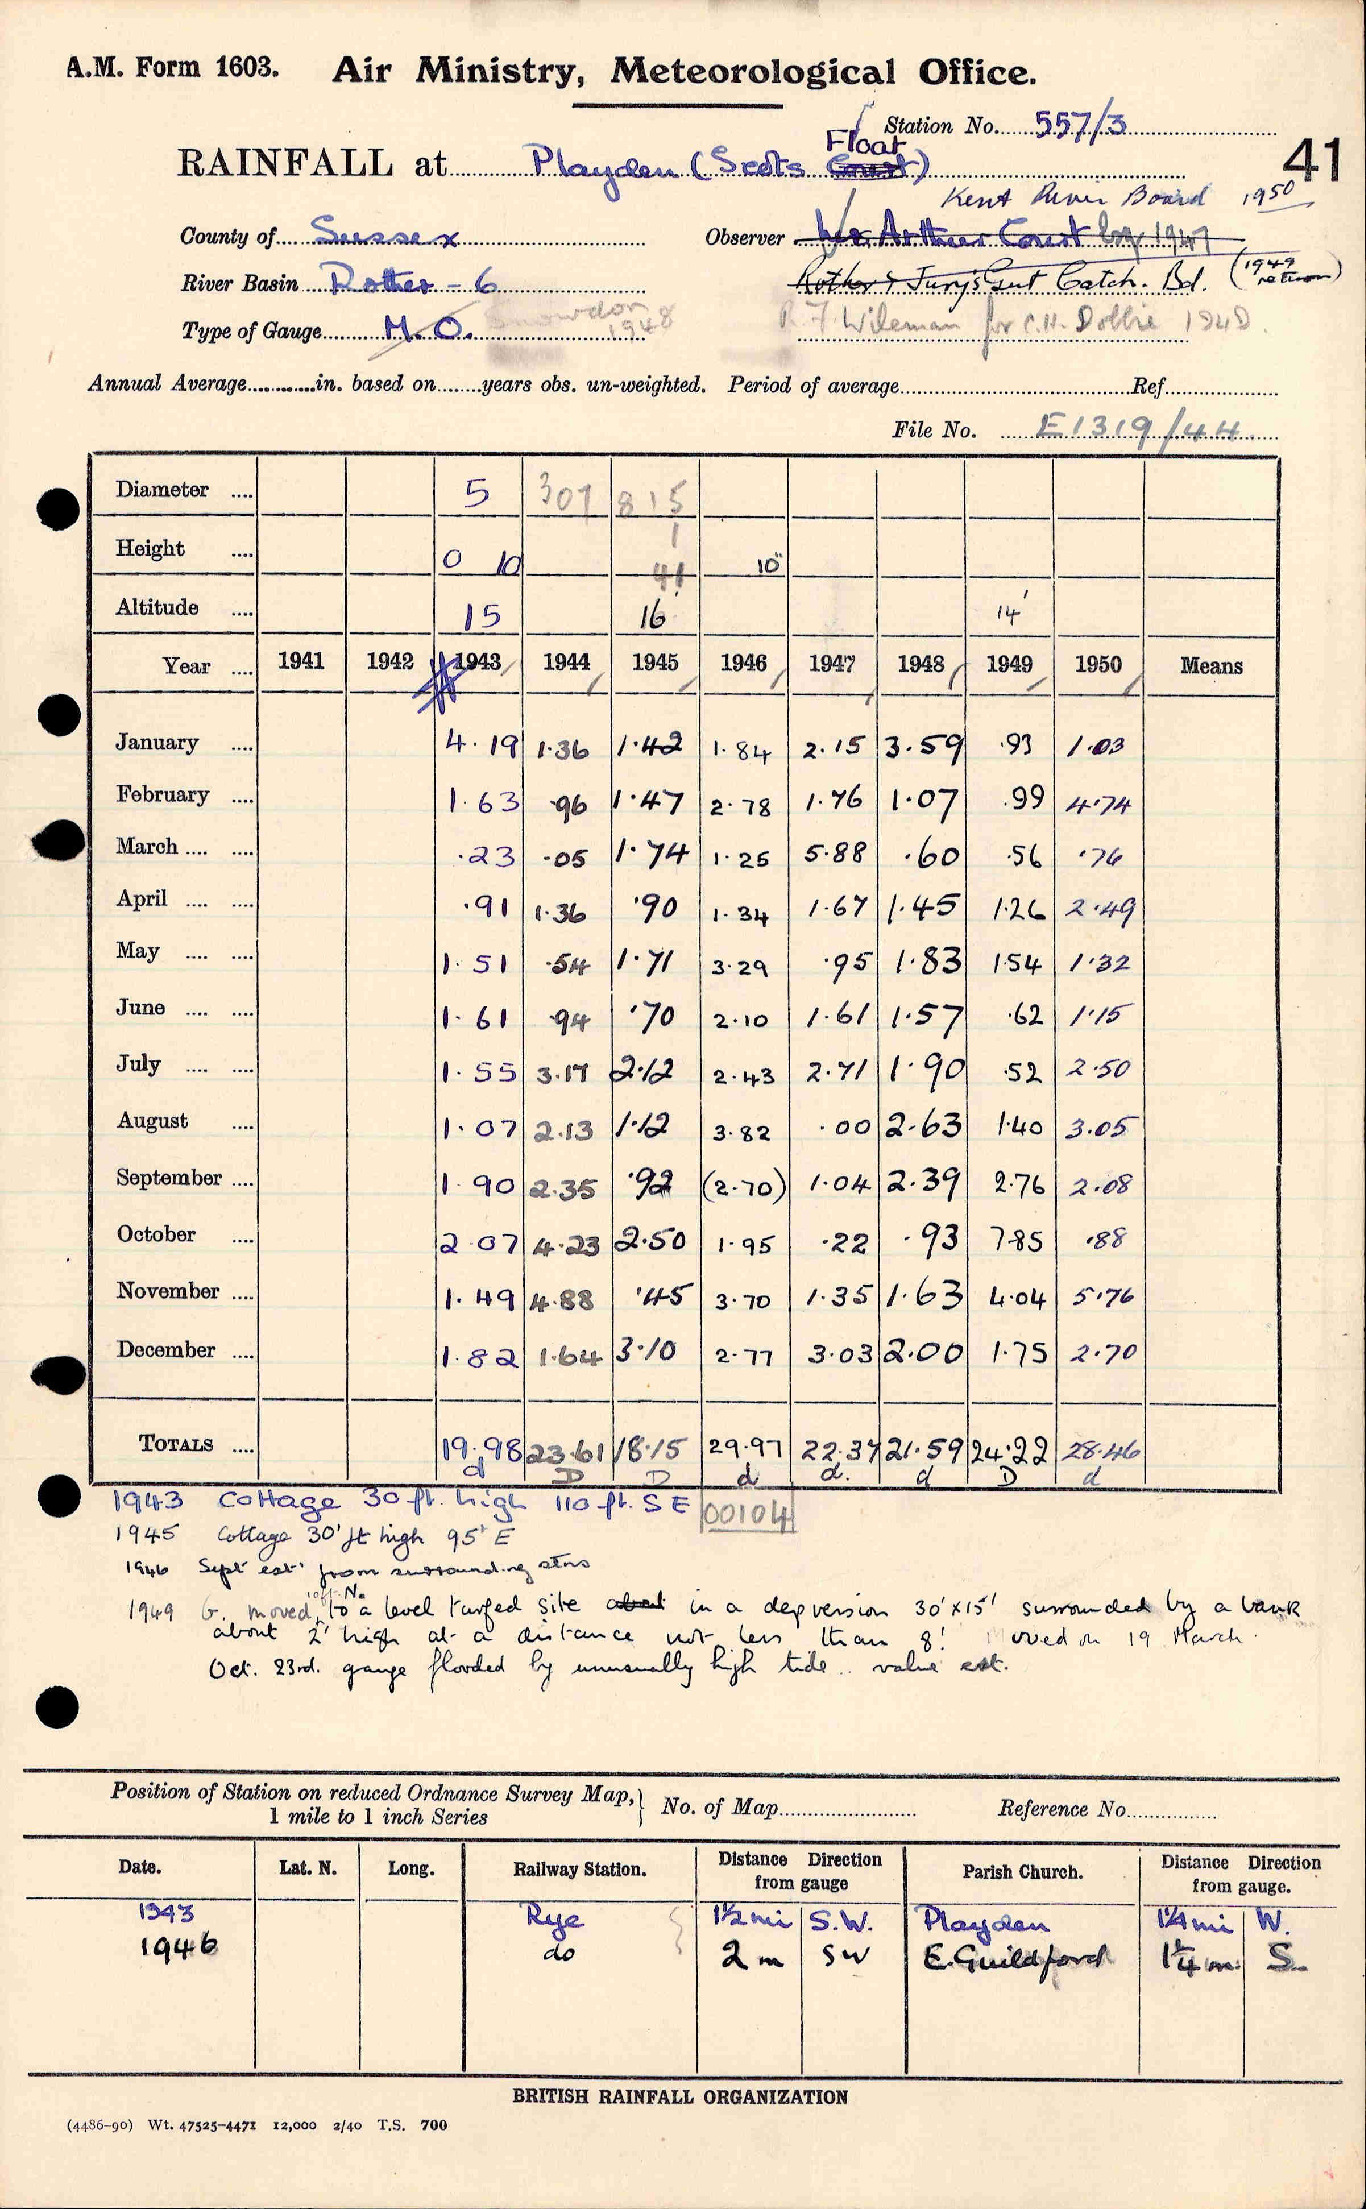 A.M. Form 1603. Air Ministry, Meteorological Office.
Station No. 557/3
41
Float
RAINFALL at Playden (Scots Court)
Kent River Board 1950
County of Sussex Observer Mr Arthur Court by 1947
River Basin Rother - 6 Rother & Jury's Gut Catch. Bd. (1949 return)
Type of Gauge M.O. Snowdon 1948 R.F. Wileman for C.H. Dobbie 1948.
Annual Average in. based on years obs. un-weighted. Period of average Ref
File No. E1319/44
Diameter 5 307 815
Height 0 10 10"
Altitude 15 16 14'
Year 1941 1942 1943 1944 1945 1946 1947 1948 1949 1950 Means
January 4.19 1.36 1.42 1.84 2.15 3.59 .93 1.03
February 1.63 .96 1.47 2.78 1.76 1.07 .99 4.74
March .23 .05 1.74 1.25 5.88 .60 .56 .76
April .91 1.36 .90 1.34 1.67 1.45 1.26 2.49
May 1.51 .54 1.71 3.29 .95 1.83 1.54 1.32
June 1.61 .94 .70 2.10 1.61 1.57 .62 1.15
July 1.55 3.17 2.12 2.43 2.71 1.90 .52 2.50
August 1.07 2.13 1.12 3.82 .00 2.63 1.40 3.05
September 1.90 2.35 .92 (2.70) 1.04 2.39 2.76 2.08
October 2.07 4.23 2.50 1.95 .22 .93 7.85 .88
November 1.49 4.88 .45 3.70 1.35 1.63 4.04 5.76
December 1.82 1.64 3.10 2.77 3.03 2.00 1.75 2.70
TOTALS 19.98 23.61 18.15 29.97 22.37 21.59 24.22 28.46
d D D d d. d D d
1943 Cottage 30 ft. high 110 ft. SE 00104
1945 Cottage 30' ft high 95' E
1946 Sept est from surrounding stns
1949 G. moved 10ft. N. to a level turfed site about in a depression 30' x 15' surrounded by a bank
about 2' high at a distance not less than 8'. Moved on 19 March.
Oct. 23rd. gauge flooded by unusually high tide .. value est.
Position of Station on reduced Ordnance Survey Map, 1 mile to 1 inch Series } No. of Map Reference No.
Date. Lat. N. Long. Railway Station. Distance Direction from gauge Parish Church. Distance Direction from gauge.
1943 Rye 1½ mi S.W. Playden 1¼ mi W.
1946 do 2 m SW E. Guildford 1¼ m. S.
BRITISH RAINFALL ORGANIZATION
(4486-90) Wt. 47525-4471 12,000 2/40 T.S. 700